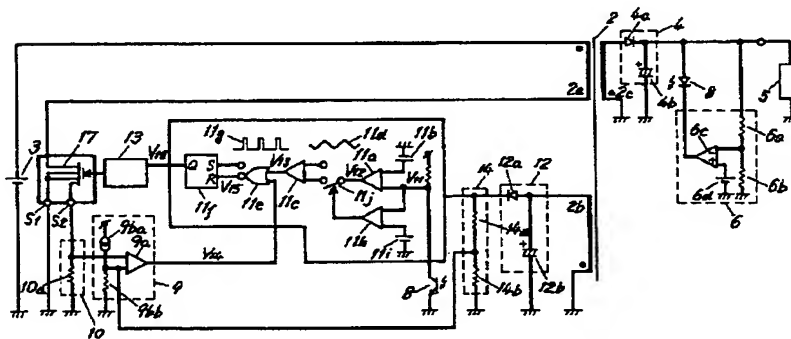 2
4a 4
11g 11d 11b
2a 2c 4b 8 5
3 17 13 V16 11a 6c 6a
Q S R V15 V13 V12 V11 14 12a 12
11f 11e 11c 11j 2b 6d 6b
S1 S2 9ba 9a 11h 14a 6
V14 12b
10a 9 11i 8 14b
10 9bb